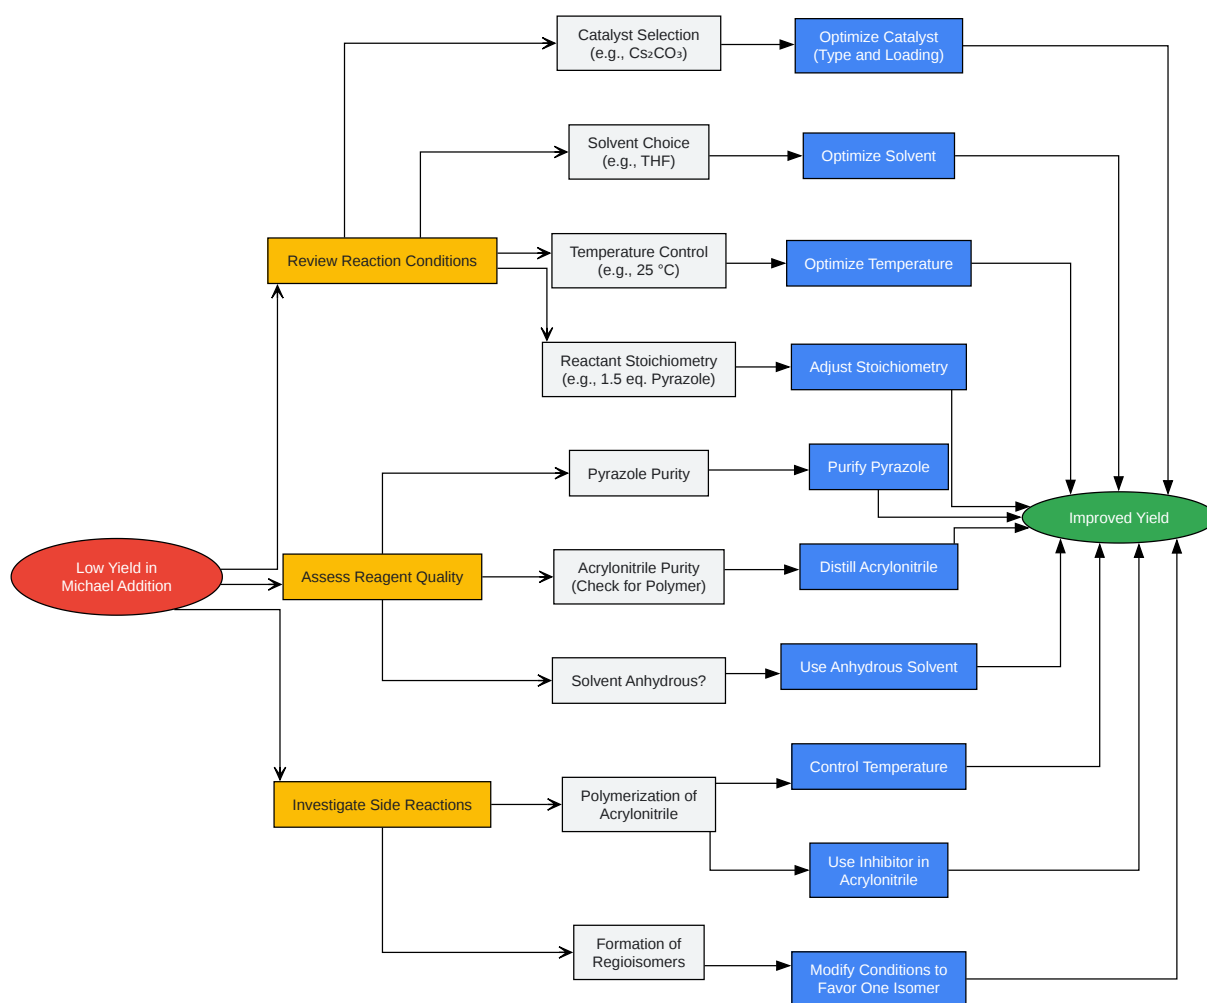 Catalyst Selection
(e.g., Cs₂CO₃)
Optimize Catalyst
(Type and Loading)
Solvent Choice
(e.g., THF)
Optimize Solvent
Review Reaction Conditions
Temperature Control
(e.g., 25 °C)
Optimize Temperature
Reactant Stoichiometry
(e.g., 1.5 eq. Pyrazole)
Adjust Stoichiometry
Pyrazole Purity
Purify Pyrazole
Improved Yield
Low Yield in
Michael Addition
Assess Reagent Quality
Acrylonitrile Purity
(Check for Polymer)
Distill Acrylonitrile
Solvent Anhydrous?
Use Anhydrous Solvent
Investigate Side Reactions
Polymerization of
Acrylonitrile
Control Temperature
Use Inhibitor in
Acrylonitrile
Formation of
Regioisomers
Modify Conditions to
Favor One Isomer